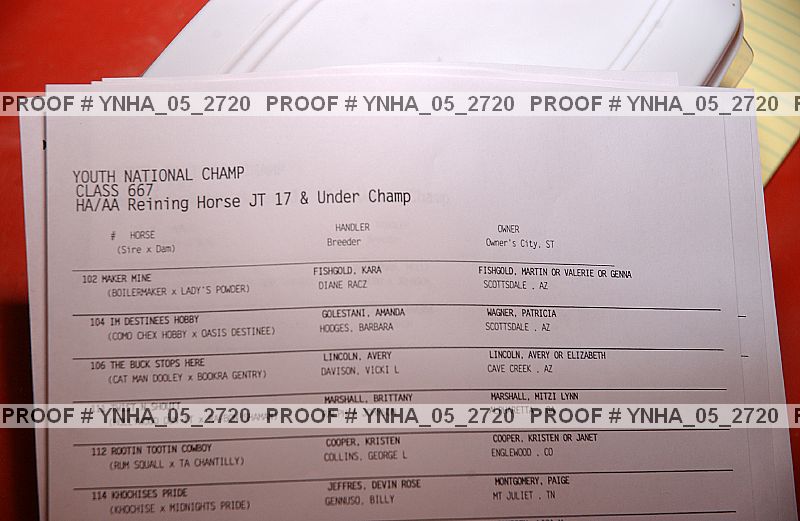 PROOF # YNHA_05_2720 PROOF # YNHA_05_2720 PROOF # YNHA_05_2720
YOUTH NATIONAL CHAMP
CLASS 667
HA/AA Reining Horse JT 17 & Under Champ
# HORSE HANDLER OWNER
(Sire x Dam) Breeder Owner's City, ST
102 MAKER MINE FISHGOLD, KARA FISHGOLD, MARTIN OR VALERIE OR GENNA
(BOILERMAKER x LADY'S POWDER) DIANE RACZ SCOTTSDALE , AZ
104 IM DESTINEES HOBBY GOLESTANI, AMANDA WAGNER, PATRICIA
(COMO CHEX HOBBY x OASIS DESTINEE) HODGES, BARBARA SCOTTSDALE , AZ
106 THE BUCK STOPS HERE LINCOLN, AVERY LINCOLN, AVERY OR ELIZABETH
(CAT MAN DOOLEY x BOOKRA GENTRY) DAVISON, VICKI L CAVE CREEK , AZ
MARSHALL, BRITTANY MARSHALL, MITZI LYNN
PROOF # YNHA_05_2720 PROOF # YNHA_05_2720 PROOF # YNHA_05_2720
112 ROOTIN TOOTIN COWBOY COOPER, KRISTEN COOPER, KRISTEN OR JANET
(RUM SQUALL x TA CHANTILLY) COLLINS, GEORGE L ENGLEWOOD , CO
114 KHOCHISES PRIDE JEFFRES, DEVIN ROSE MONTGOMERY, PAIGE
(KHOCHISE x MIDNIGHTS PRIDE) GENNUSO, BILLY MT JULIET , TN